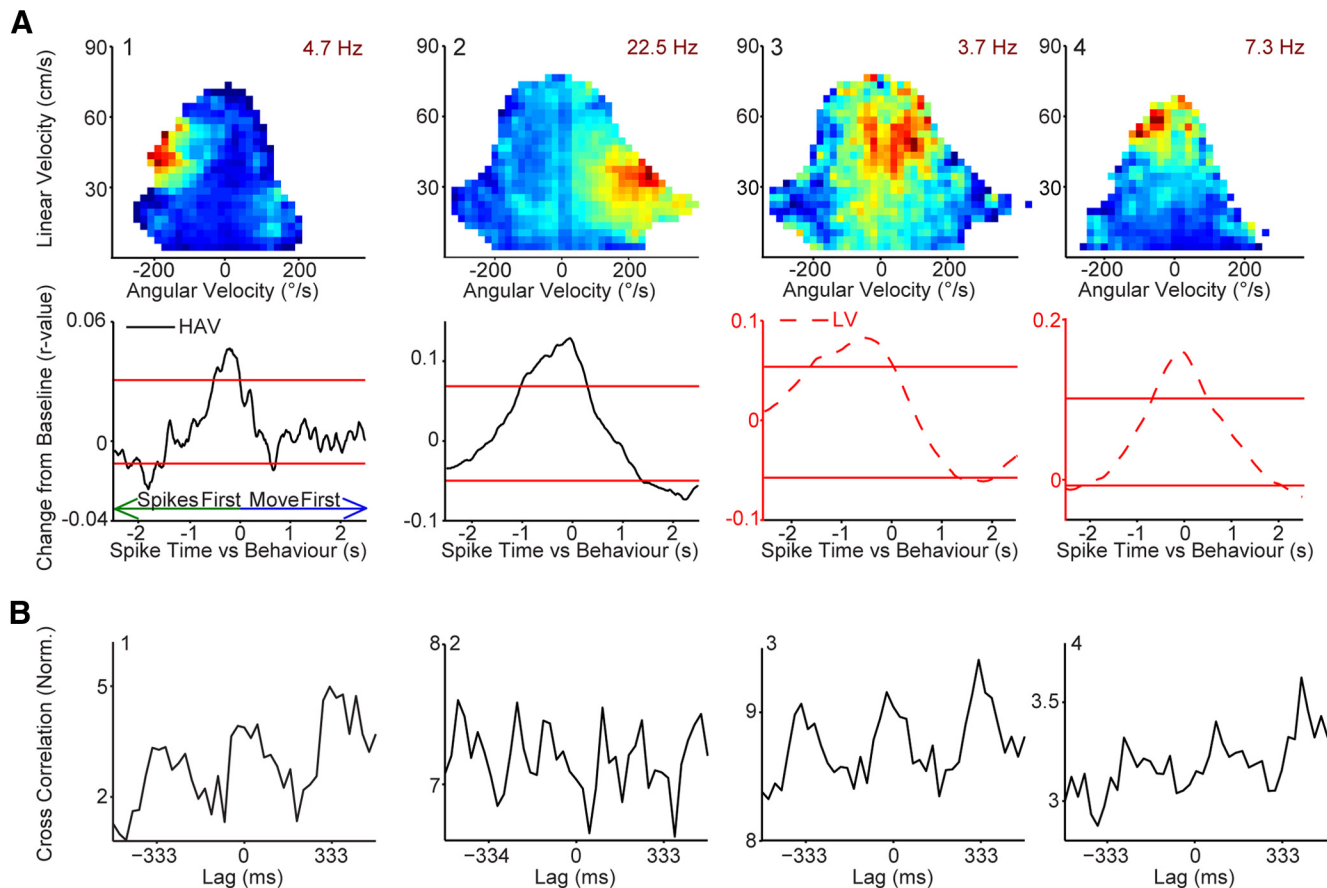 A
1 4.7 Hz
2 22.5 Hz
3 3.7 Hz
4 7.3 Hz
Linear Velocity (cm/s)
90
60
30
90
60
30
90
60
30
90
60
30
-200 0 200
-200 0 200
-200 0 200
-200 0 200
Angular Velocity (°/s)
Angular Velocity (°/s)
Angular Velocity (°/s)
Angular Velocity (°/s)
Change from Baseline (r-value)
0.06
0
-0.04
HAV
Spikes First
Move First
0.1
0
-0.1
0.1
0
-0.1
LV
0.2
0
-2 -1 0 1 2
-2 -1 0 1 2
-2 -1 0 1 2
-2 -1 0 1 2
Spike Time vs Behaviour (s)
Spike Time vs Behaviour (s)
Spike Time vs Behaviour (s)
Spike Time vs Behaviour (s)
B
Cross Correlation (Norm.)
1
5
2
2
8
7
3
9
8
4
3.5
3
−333 0 333
−334 0 333
−333 0 333
−333 0 333
Lag (ms)
Lag (ms)
Lag (ms)
Lag (ms)